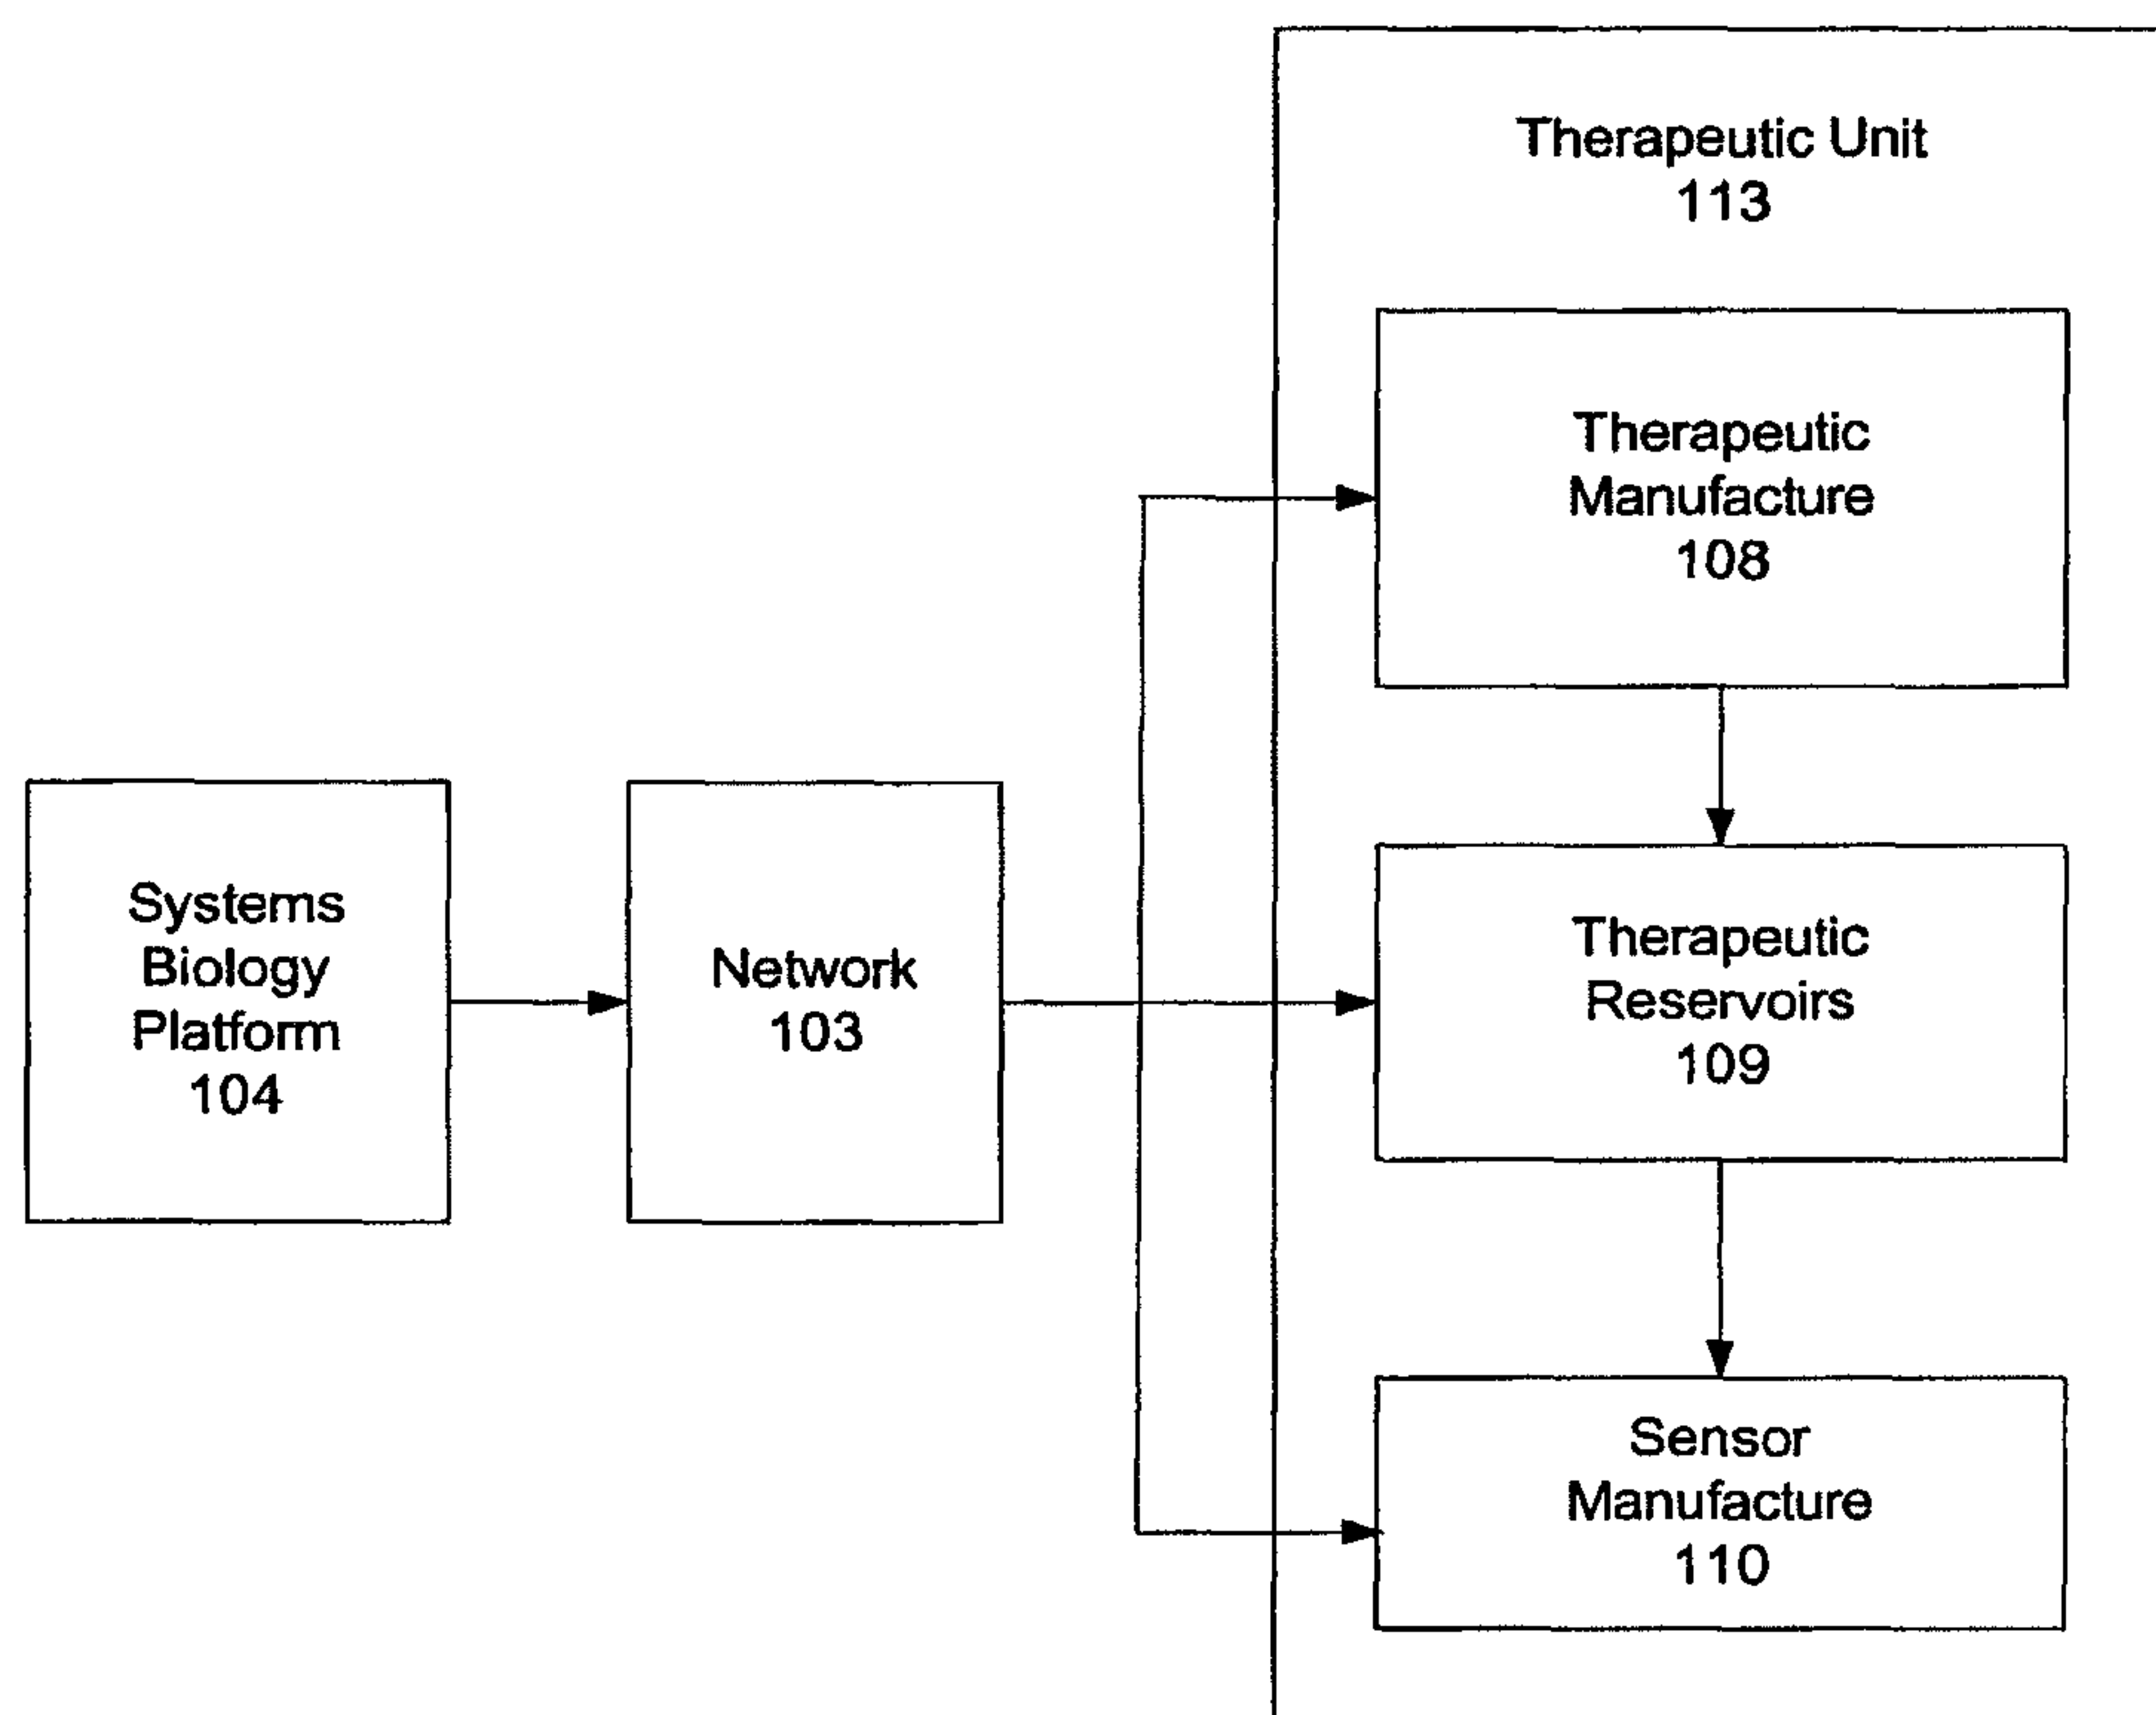 Therapeutic Unit
113
Therapeutic
Manufacture
108
Systems
Biology
Platform
104
Network
103
Therapeutic
Reservoirs
109
Sensor
Manufacture
110